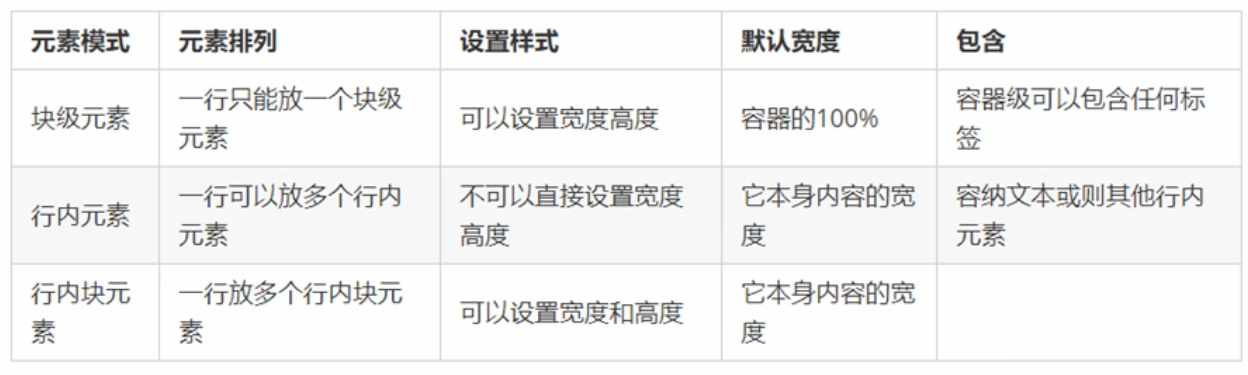 元素模式 元素排列 设置样式 默认宽度 包含
块级元素
一行只能放一个块级
元素
可以设置宽度高度
容器的100%
容器级可以包含任何标
签
行内元素
一行可以放多个行内
元素
不可以直接设置宽度
高度
它本身内容的宽
度
容纳文本或则其他行内
元素
行内块元
素
一行放多个行内块元
素
可以设置宽度和高度
它本身内容的宽
度